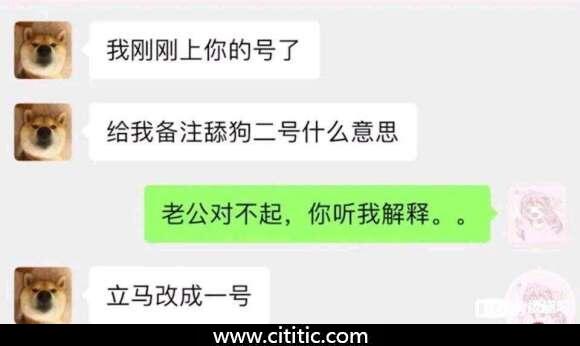 我刚刚上你的号了
给我备注舔狗二号什么意思
老公对不起，你听我解释。。
立马改成一号
www.cititic.com